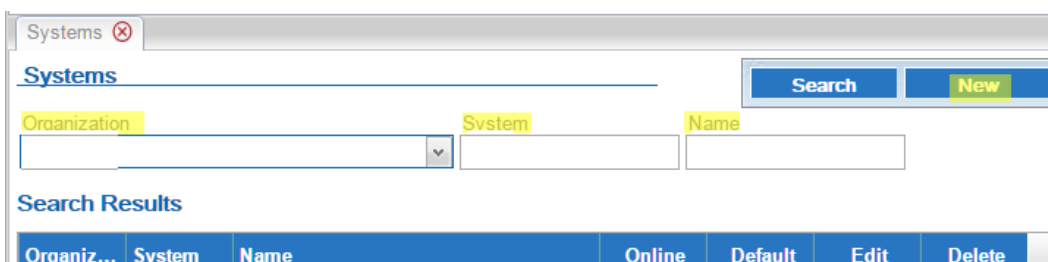 Systems
Systems
Search New
Organization System Name
Search Results
Organiz... System Name Online Default Edit Delete